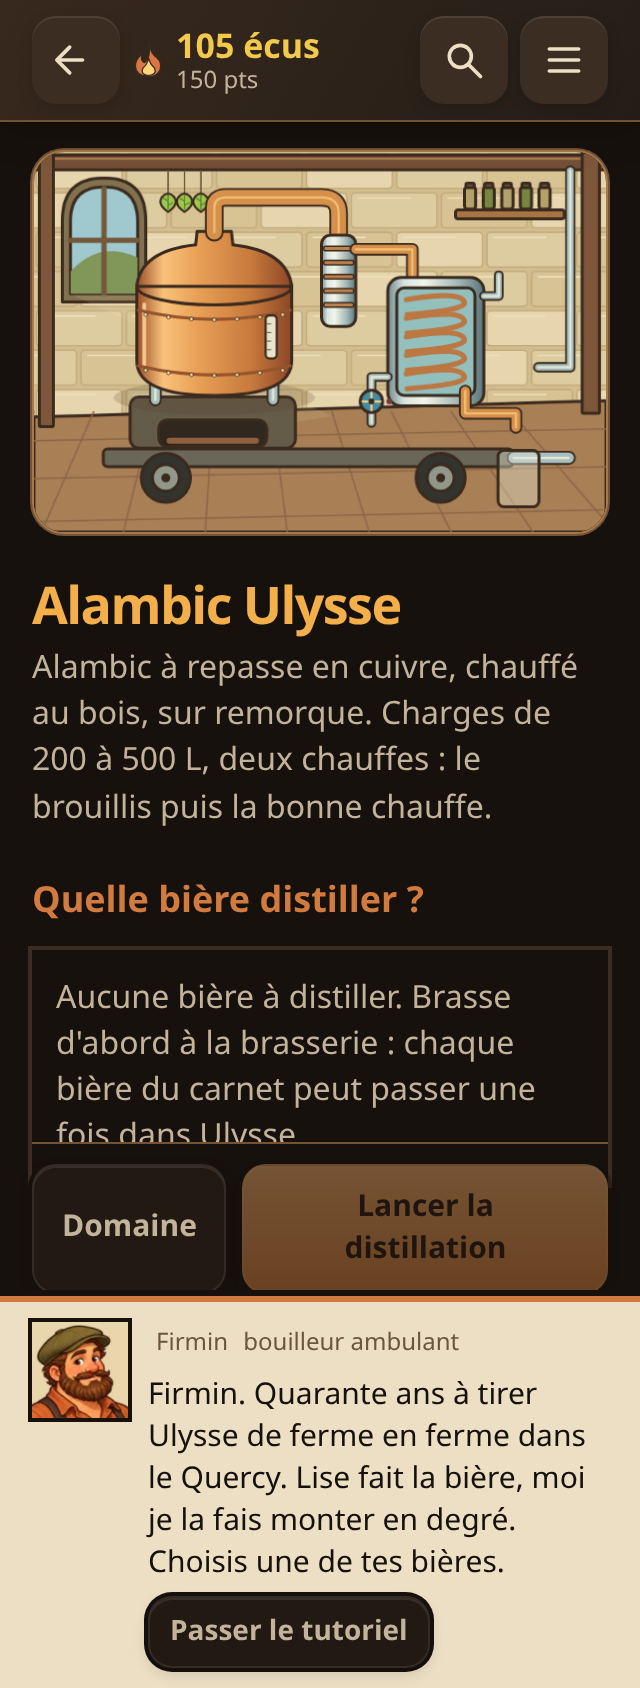 105 écus
150 pts
Alambic Ulysse
Alambic à repasse en cuivre, chauffé
au bois, sur remorque. Charges de
200 à 500 L, deux chauffes : le
brouillis puis la bonne chauffe.
Quelle bière distiller ?
Aucune bière à distiller. Brasse
d'abord à la brasserie : chaque
bière du carnet peut passer une
fois dans Ulysse
Domaine
Lancer la
distillation
Firmin bouilleur ambulant
Firmin. Quarante ans à tirer
Ulysse de ferme en ferme dans
le Quercy. Lise fait la bière, moi
je la fais monter en degré.
Choisis une de tes bières.
Passer le tutoriel